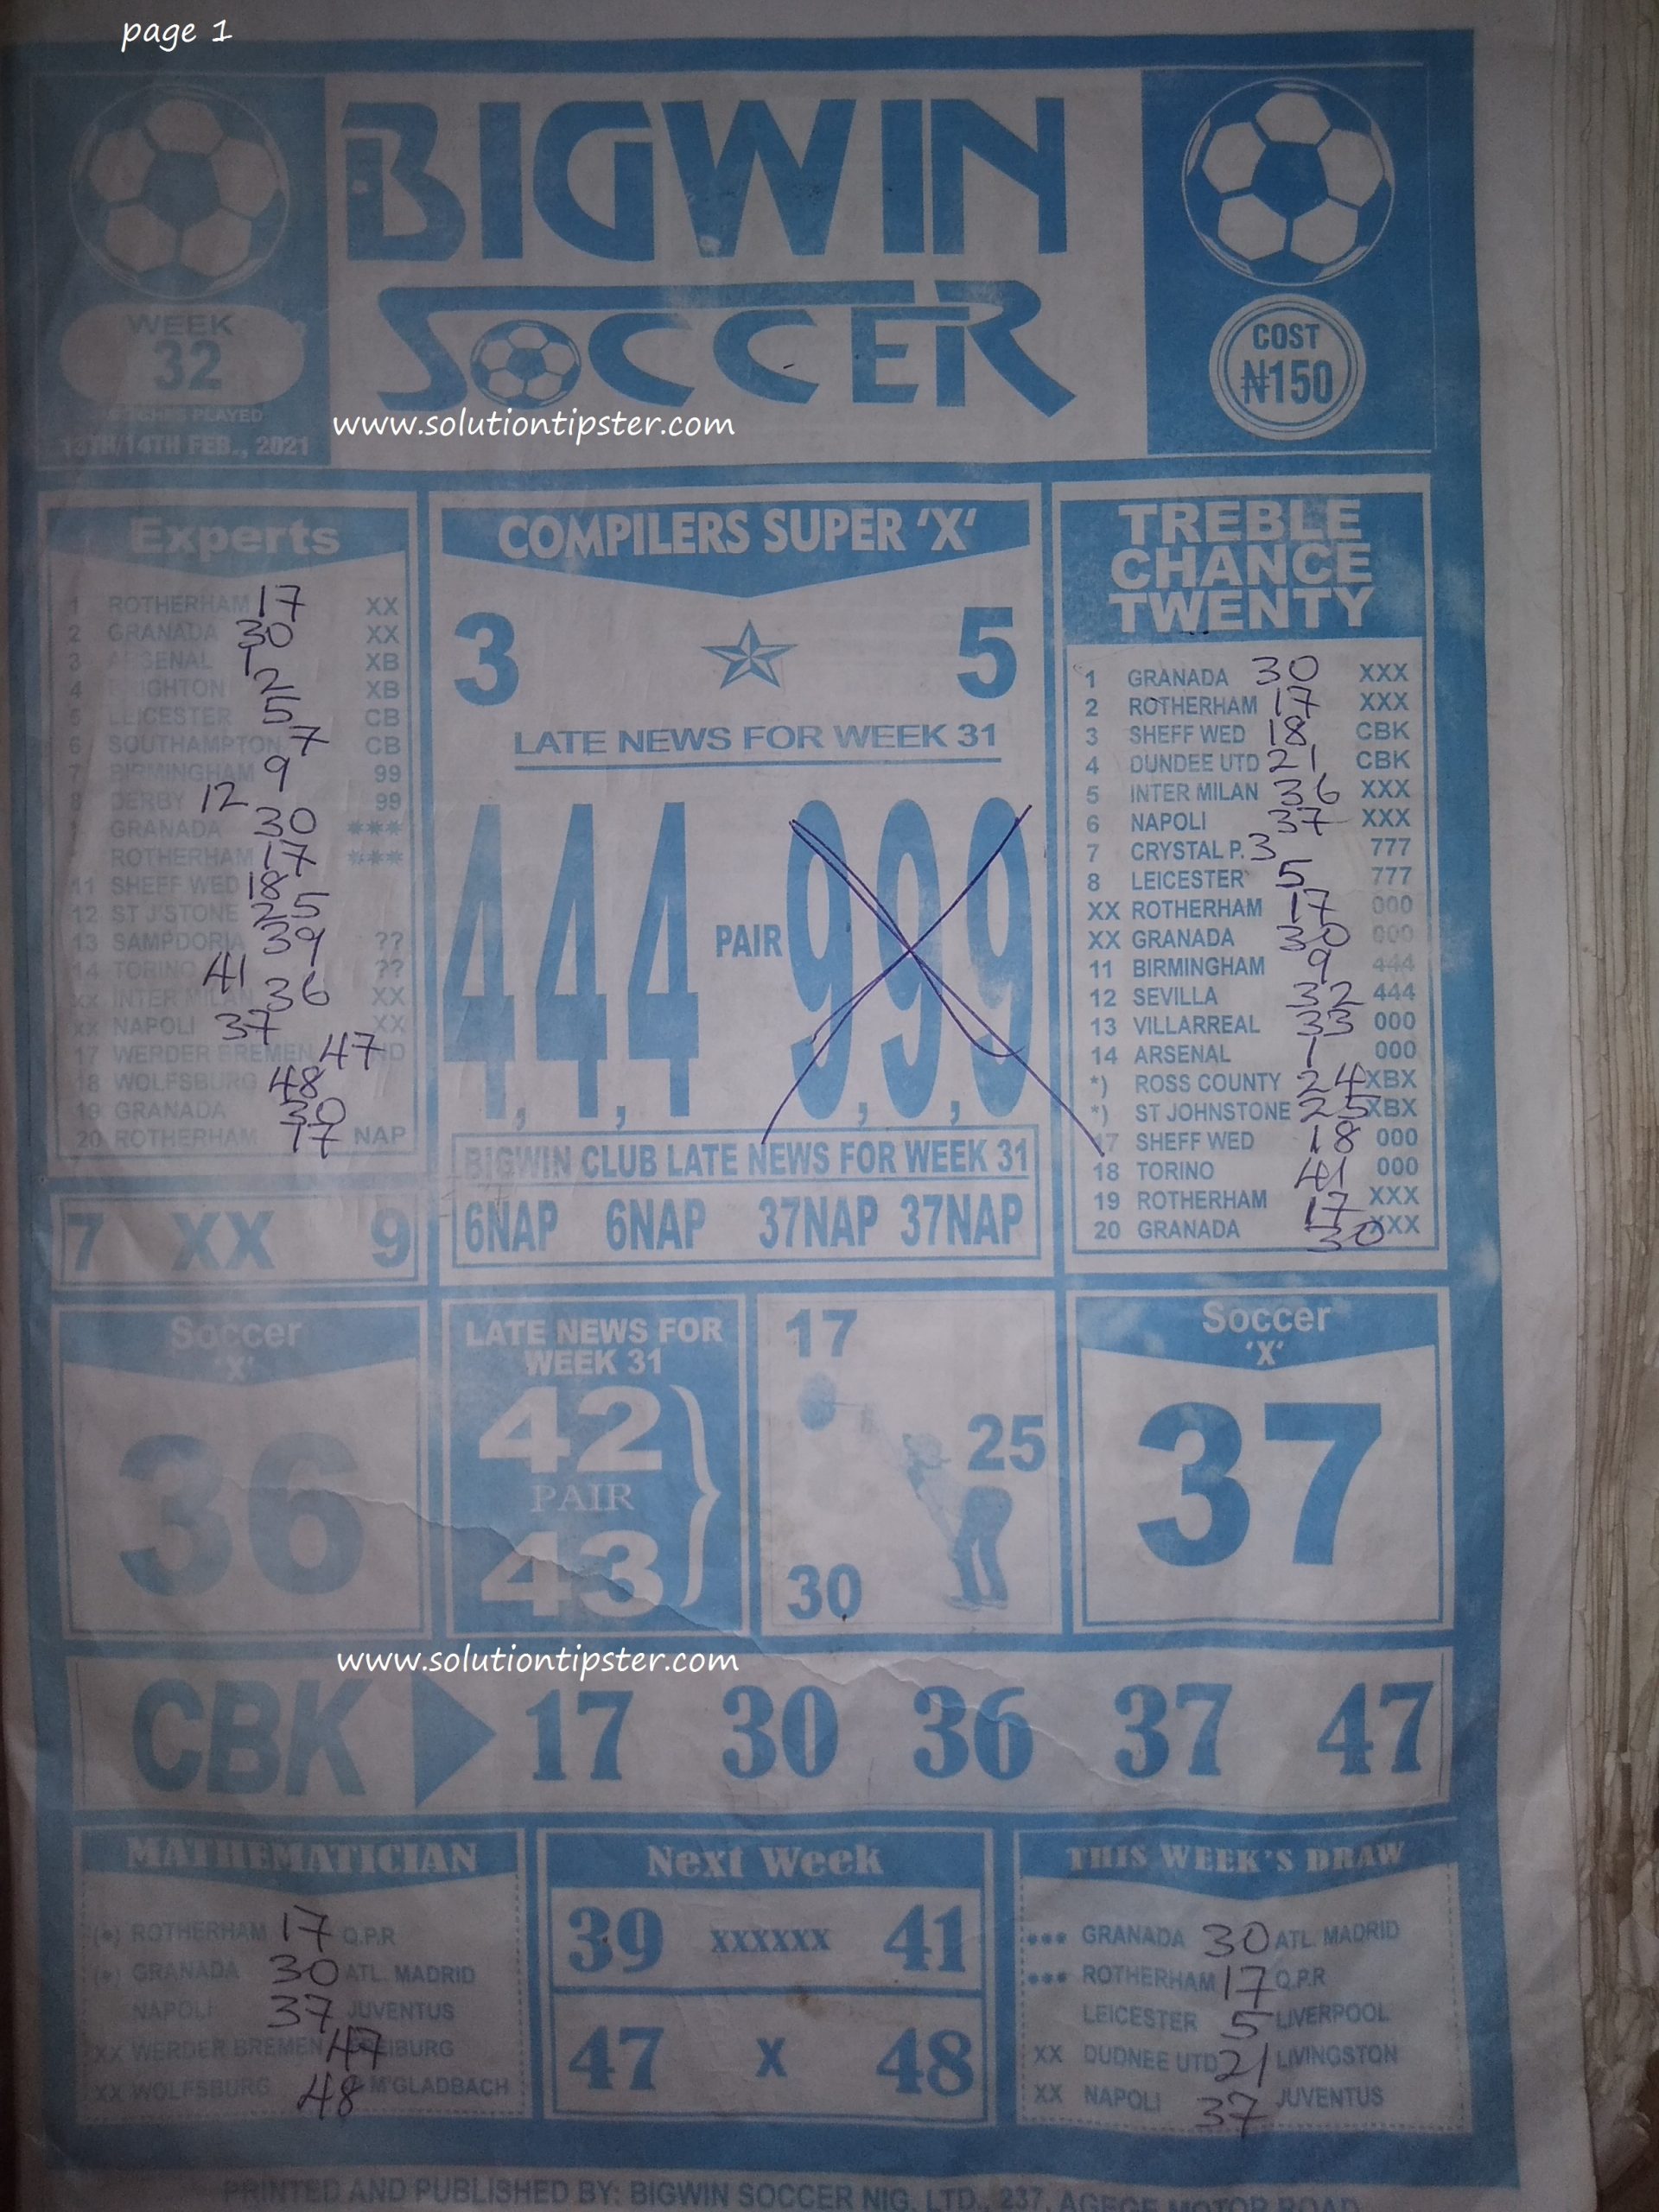 page 1
BIGWIN
SOCCER
WEEK
32
MATCHES PLAYED
13TH/14TH FEB., 2021
COST
₦150
www.solutiontipster.com
Experts
1 ROTHERHAM 17 XX
2 GRANADA 30 XX
3 ARSENAL 1 XB
4 BRIGHTON 2 XB
5 LEICESTER 5 CB
6 SOUTHAMPTON 7 CB
7 BIRMINGHAM 9 99
8 DERBY 12 99
GRANADA 30 ***
ROTHERHAM 17 ***
11 SHEFF WED 18
12 ST J'STONE 25
13 SAMPDORIA 39 ??
14 TORINO 41 ??
xx INTER MILAN 36 XX
xx NAPOLI 37 XX
17 WERDER BREMEN 47
18 WOLFSBURG 48
19 GRANADA 30
20 ROTHERHAM 17 NAP
7 XX 9
COMPILERS SUPER 'X'
3 5
LATE NEWS FOR WEEK 31
4,4,4 PAIR 9,9,9
BIGWIN CLUB LATE NEWS FOR WEEK 31
6NAP 6NAP 37NAP 37NAP
TREBLE
CHANCE
TWENTY
1 GRANADA 30 XXX
2 ROTHERHAM 17 XXX
3 SHEFF WED 18 CBK
4 DUNDEE UTD 21 CBK
5 INTER MILAN 36 XXX
6 NAPOLI 37 XXX
7 CRYSTAL P. 3 777
8 LEICESTER 5 777
XX ROTHERHAM 17 000
XX GRANADA 30 000
11 BIRMINGHAM 9 444
12 SEVILLA 32 444
13 VILLARREAL 33 000
14 ARSENAL 1 000
*) ROSS COUNTY 24 XBX
*) ST JOHNSTONE 25 XBX
17 SHEFF WED 18 000
18 TORINO 41 000
19 ROTHERHAM 17 XXX
20 GRANADA 30 XXX
Soccer
'X'
36
LATE NEWS FOR
WEEK 31
42
PAIR
43
17
25
30
Soccer
'X'
37
www.solutiontipster.com
CBK 17 30 36 37 47
MATHEMATICIAN
(•) ROTHERHAM 17 Q.P.R
(•) GRANADA 30 ATL. MADRID
NAPOLI 37 JUVENTUS
XX WERDER BREMEN 47 FREIBURG
XX WOLFSBURG 48 M'GLADBACH
Next Week
39 XXXXXX 41
47 X 48
THIS WEEK'S DRAW
••• GRANADA 30 ATL. MADRID
••• ROTHERHAM 17 Q.P.R
LEICESTER 5 LIVERPOOL
XX DUDNEE UTD 21 LIVINGSTON
XX NAPOLI 37 JUVENTUS
PRINTED AND PUBLISHED BY: BIGWIN SOCCER NIG. LTD., 237, AGEGE MOTOR ROAD